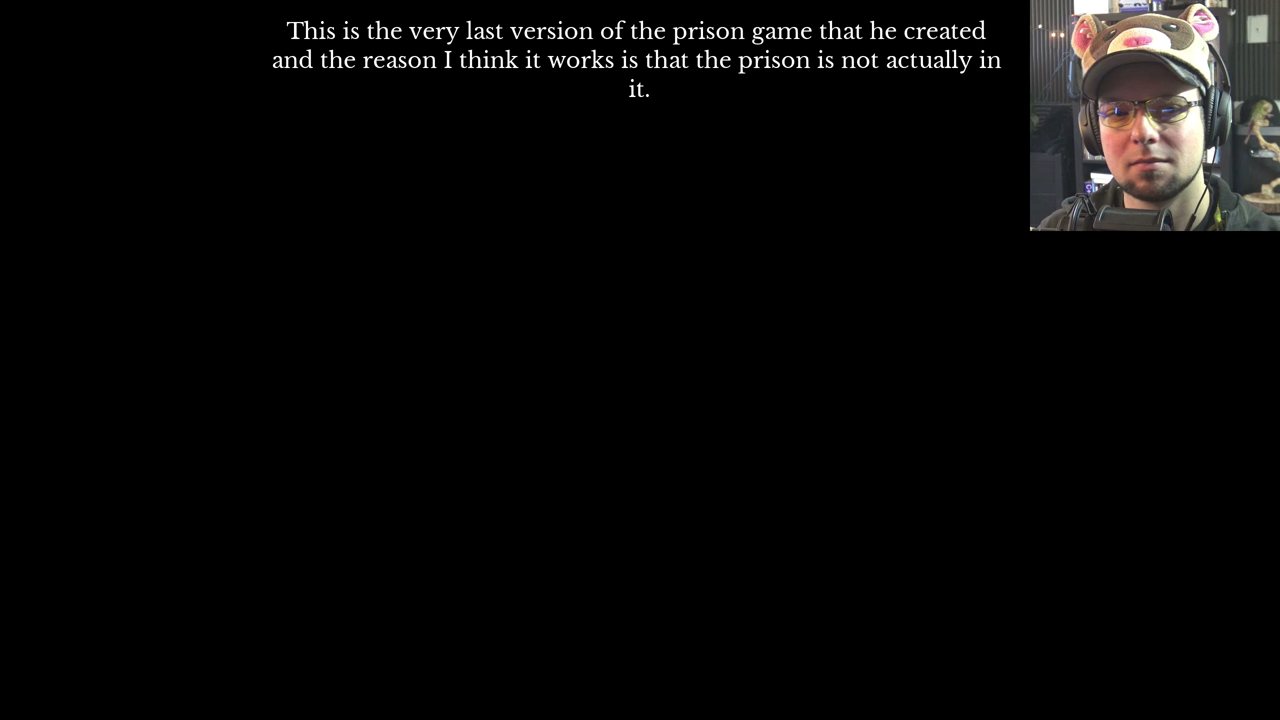 This is the very last version of the prison game that he created
and the reason I think it works is that the prison is not actually in
it.